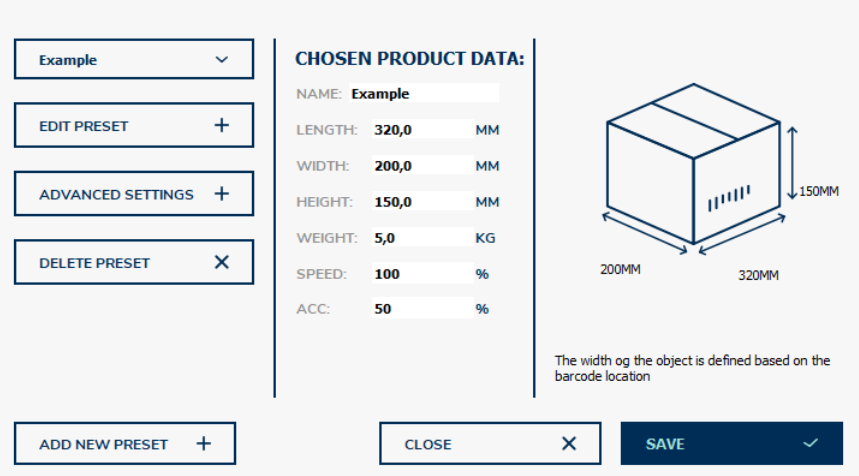 Example
EDIT PRESET
ADVANCED SETTINGS
DELETE PRESET
ADD NEW PRESET
CHOSEN PRODUCT DATA:
NAME: Example
LENGTH: 320,0 MM
WIDTH: 200,0 MM
HEIGHT: 150,0 MM
WEIGHT: 5,0 KG
SPEED: 100 %
ACC: 50 %
150MM
200MM
320MM
The width og the object is defined based on the
barcode location
CLOSE
SAVE